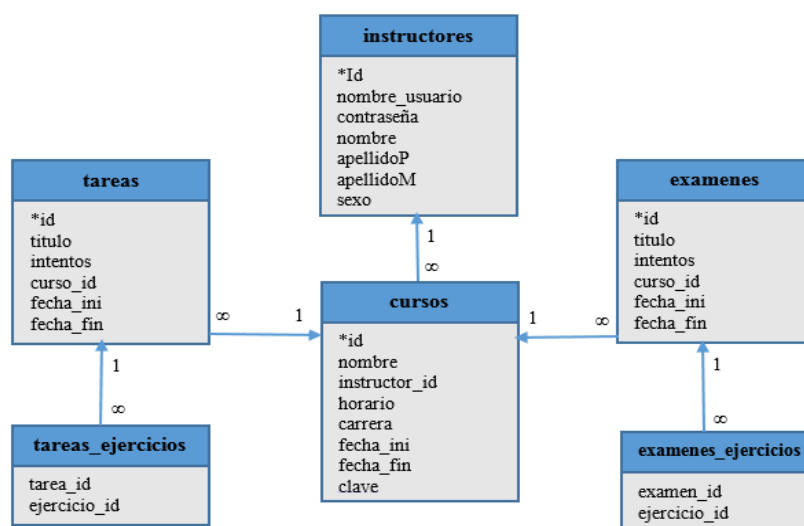 instructores
*Id
nombre_usuario
contraseña
nombre
apellidoP
apellidoM
sexo
tareas
*id
titulo
intentos
curso_id
fecha_ini
fecha_fin
examenes
*id
titulo
intentos
curso_id
fecha_ini
fecha_fin
1
∞
cursos
*id
nombre
instructor_id
horario
carrera
fecha_ini
fecha_fin
clave
∞
1
1
∞
1
∞
1
∞
tareas_ejercicios
tarea_id
ejercicio_id
examenes_ejercicios
examen_id
ejercicio_id